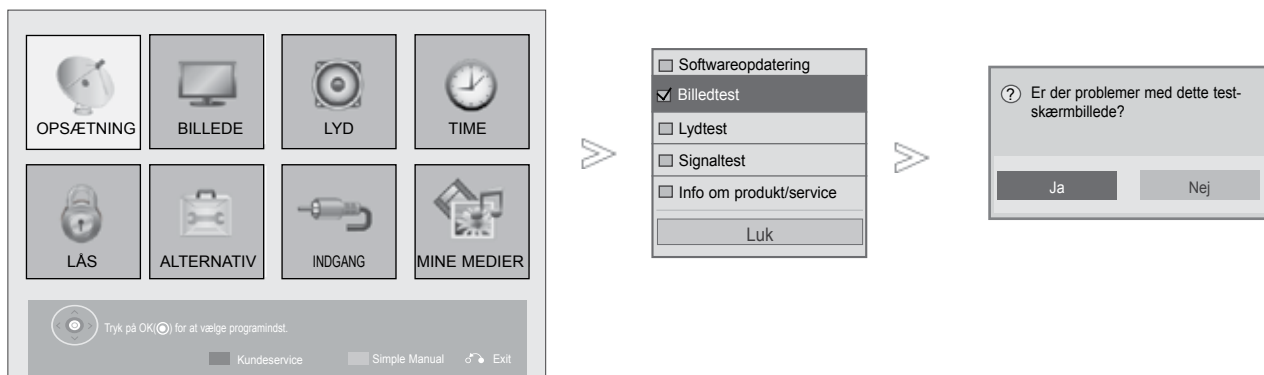 OPSÆTNING
BILLEDE
LYD
TIME
LÅS
ALTERNATIV
INDGANG
MINE MEDIER
Tryk på OK(◉) for at vælge programindst.
Kundeservice Simple Manual Exit
Softwareopdatering
Billedtest
Lydtest
Signaltest
Info om produkt/service
Luk
? Er der problemer med dette test-
skærmbillede?
Ja Nej